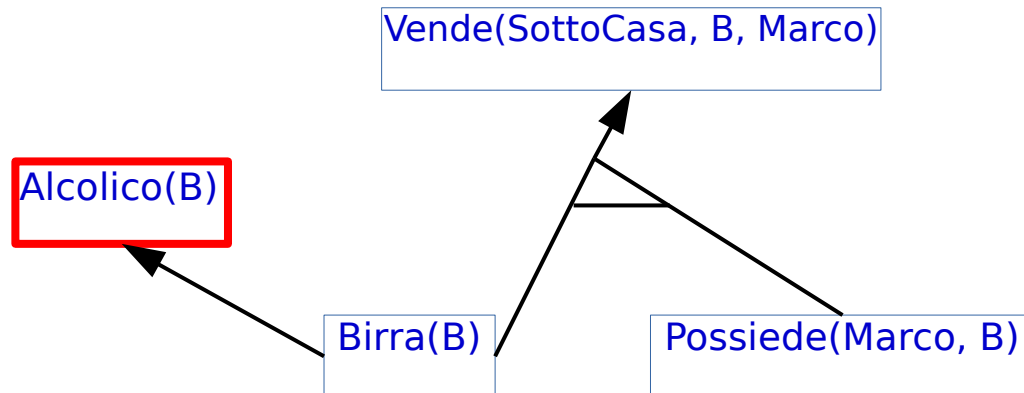 Vende(SottoCasa, B, Marco)
Alcolico(B)
Birra(B)
Possiede(Marco, B)